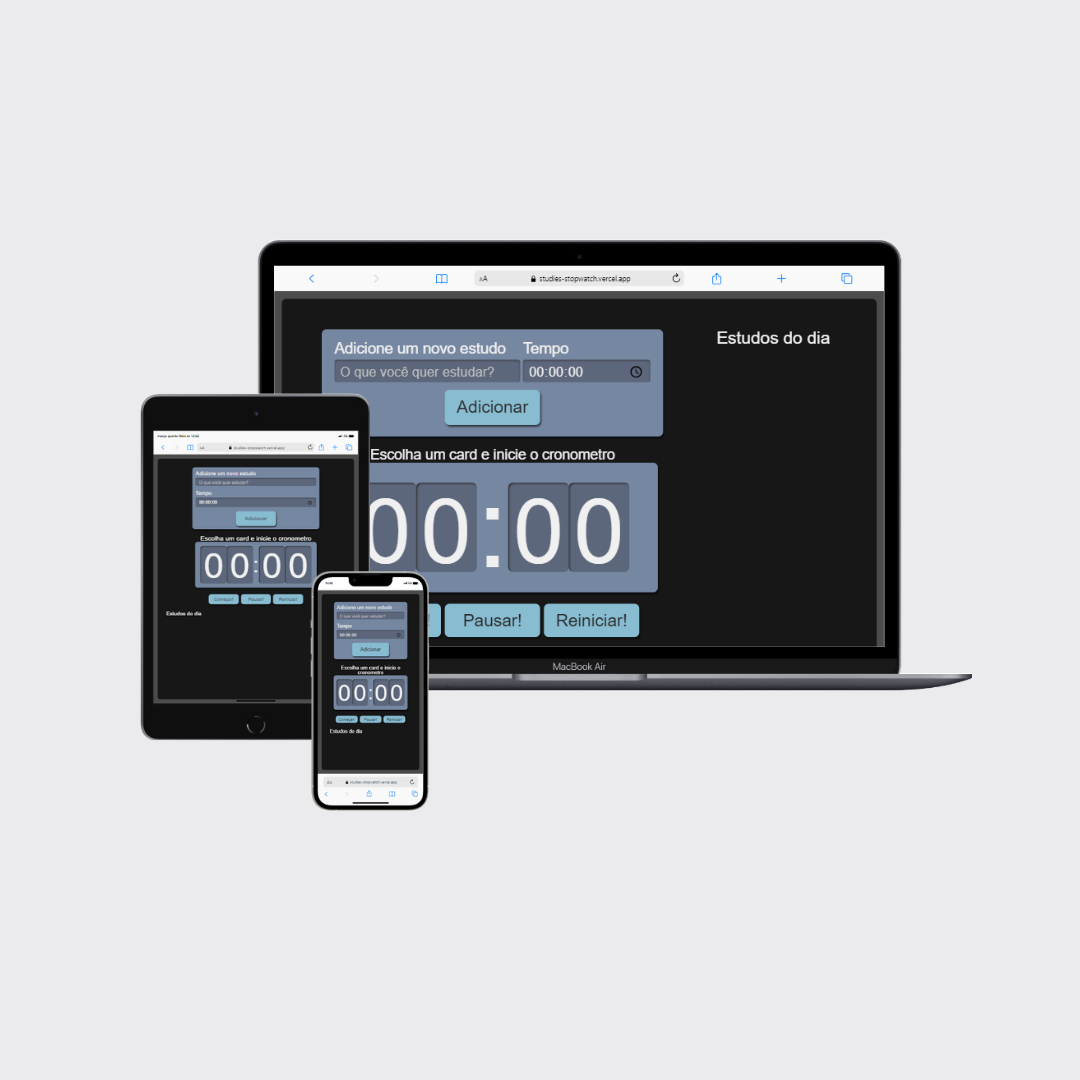 AA studies-stopwatch.vercel.app
Adicione um novo estudo Tempo
O que você quer estudar? 00:00:00
Adicionar
Estudos do dia
Escolha um card e inicie o cronometro
00:00
! Pausar! Reiniciar!
MacBook Air
AA studies-stopwatch.vercel.app
Adicione um novo estudo
O que você quer estudar?
Tempo
00:00:00
Adicionar
Escolha um card e inicie o cronometro
00:00
Começar! Pausar! Reiniciar!
Estudos do dia
Adicione um novo estudo
O que você quer estudar?
Tempo
00:00:00
Adicionar
Escolha um card e inicie o
cronometro
00:00
Começar! Pausar! Reiniciar!
Estudos do dia
AA studies-stopwatch.vercel.app